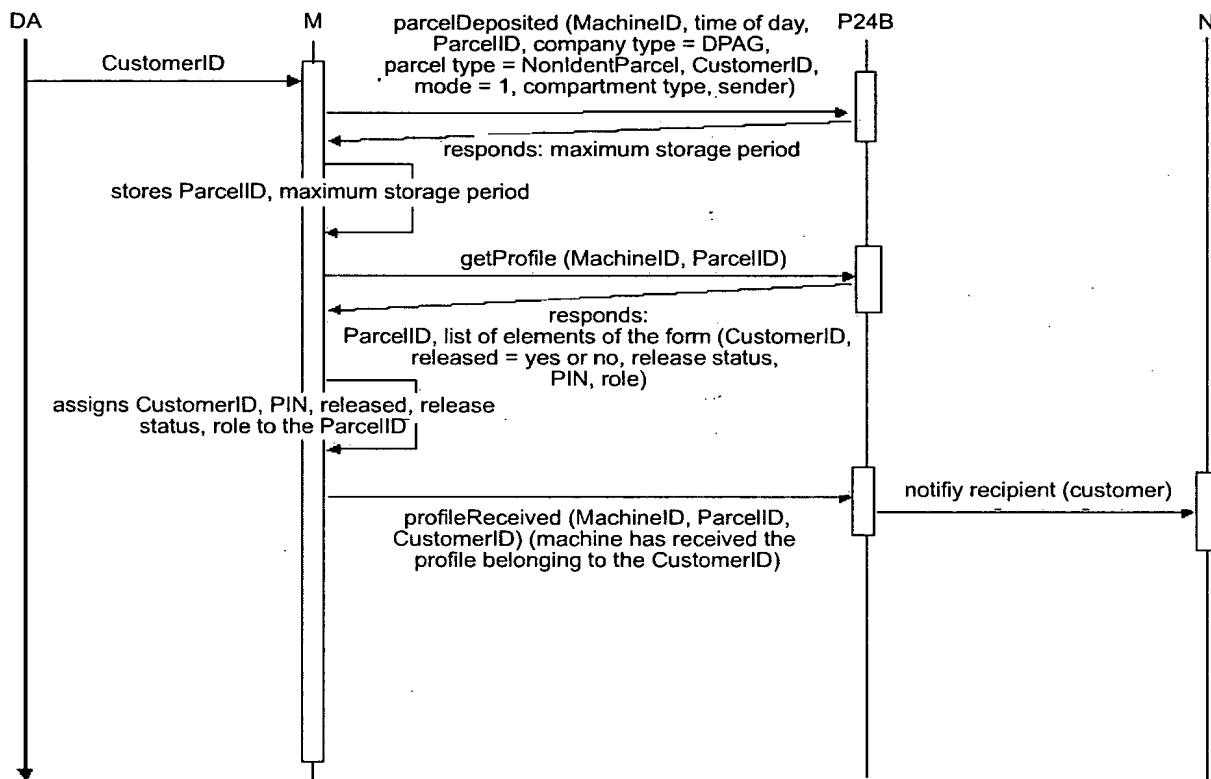 DA
M
P24B
N
parcelDeposited (MachineID, time of day,
ParcelID, company type = DPAG,
parcel type = NonIdentParcel, CustomerID,
mode = 1, compartment type, sender)
CustomerID
responds: maximum storage period
stores ParcelID, maximum storage period
getProfile (MachineID, ParcelID)
responds:
ParcelID, list of elements of the form (CustomerID,
released = yes or no, release status,
PIN, role)
assigns CustomerID, PIN, released, release
status, role to the ParcelID
notifiy recipient (customer)
profileReceived (MachineID, ParcelID,
CustomerID) (machine has received the
profile belonging to the CustomerID)